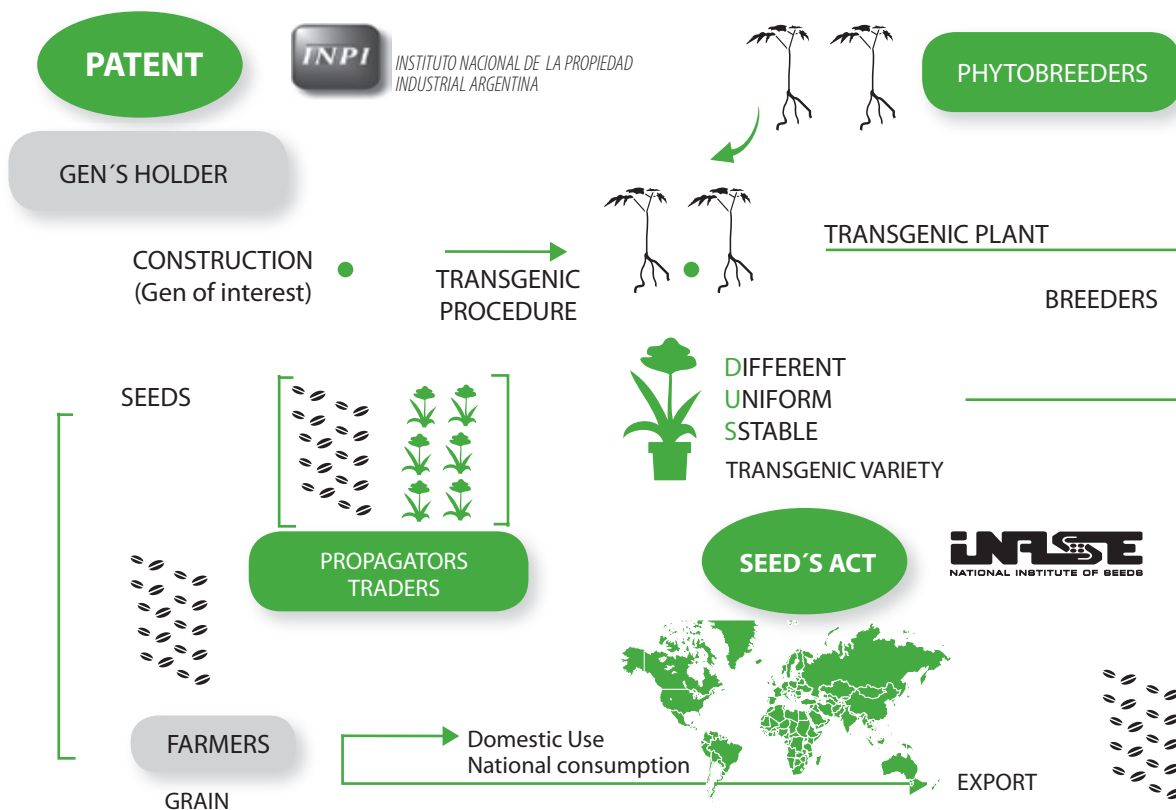 PATENT
INPI
INSTITUTO NACIONAL DE LA PROPIEDAD
INDUSTRIAL ARGENTINA
PHYTOBREEDERS
GEN´S HOLDER
CONSTRUCTION
(Gen of interest)
TRANSGENIC
PROCEDURE
TRANSGENIC PLANT
BREEDERS
SEEDS
DIFFERENT
UNIFORM
SSTABLE
TRANSGENIC VARIETY
PROPAGATORS
TRADERS
SEED´S ACT
INASE
NATIONAL INSTITUTE OF SEEDS
FARMERS
GRAIN
Domestic Use
National consumption
EXPORT